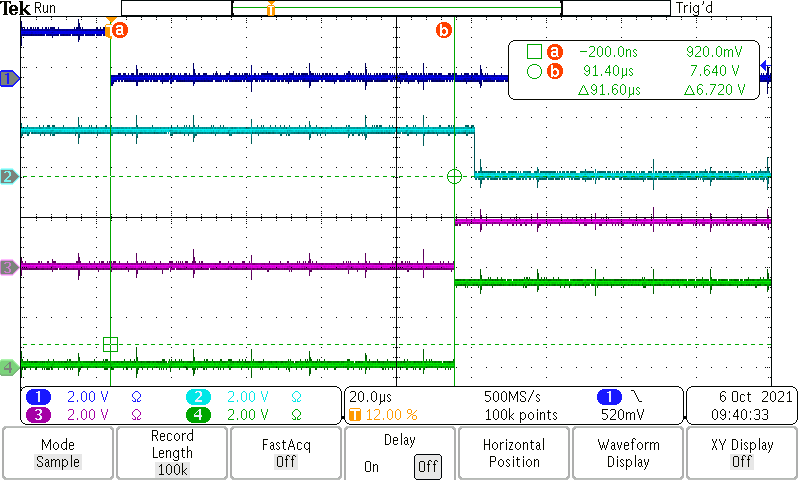 Tek Run Trig'd
T
T a b
a −200.0ns 920.0mV
b 91.40µs 7.640 V
△91.60µs △6.720 V
1
2
3
4
1 2.00 V Ω 2 2.00 V Ω
3 2.00 V Ω 4 2.00 V Ω
20.0µs 500MS/s
T 12.00 % 100k points
1 \
520mV
6 Oct 2021
09:40:33
Mode
Sample
Record
Length
100k
FastAcq
Off
Delay
On Off
Horizontal
Position
Waveform
Display
XY Display
Off